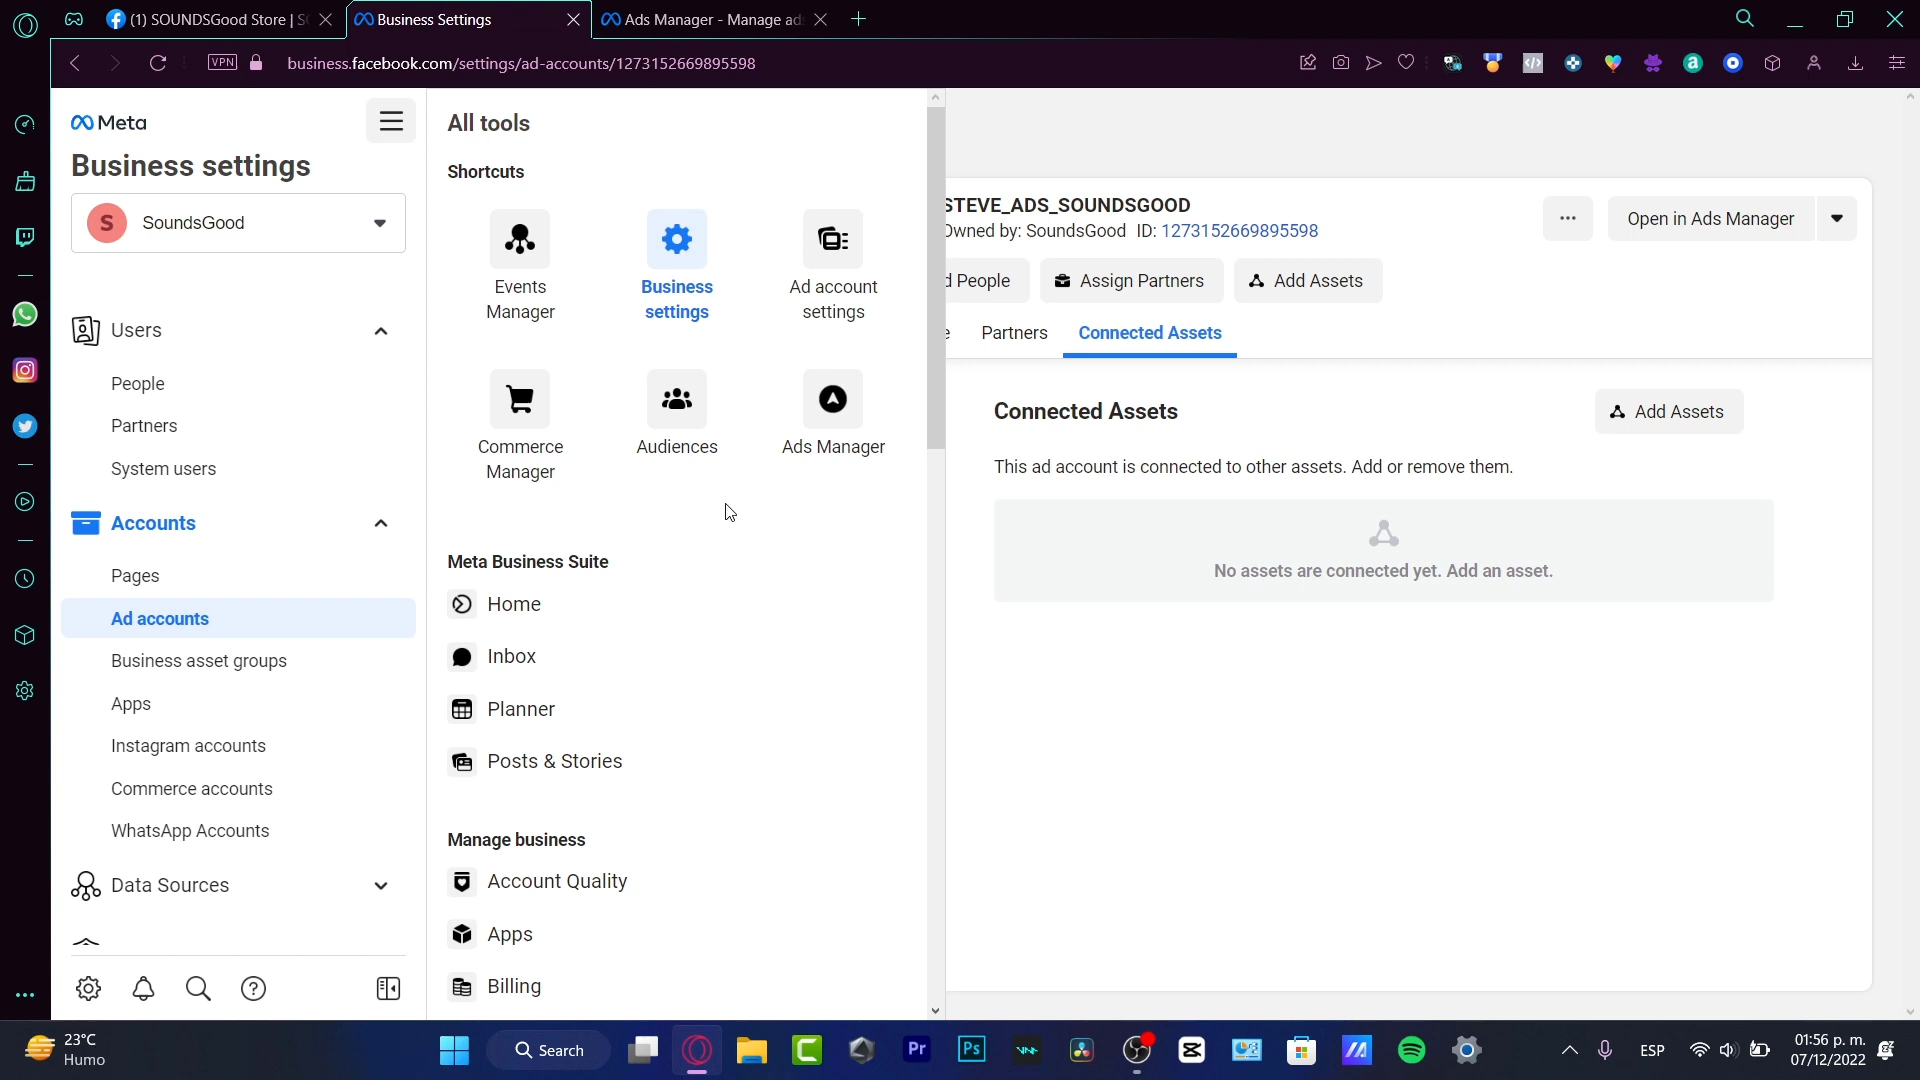 (1) SOUNDSGood Store | S
Business Settings
Ads Manager - Manage ad
VPN
business.facebook.com/settings/ad-accounts/1273152669895598
Meta
Business settings
S
SoundsGood
Users
People
Partners
System users
Accounts
Pages
Ad accounts
Business asset groups
Apps
Instagram accounts
Commerce accounts
WhatsApp Accounts
Data Sources
All tools
Shortcuts
Events
Manager
Business
settings
Ad account
settings
Commerce
Manager
Audiences
Ads Manager
Meta Business Suite
Home
Inbox
Planner
Posts & Stories
Manage business
Account Quality
Apps
Billing
STEVE_ADS_SOUNDSGOOD
Owned by: SoundsGood ID: 1273152669895598
Open in Ads Manager
d People
Assign Partners
Add Assets
e
Partners
Connected Assets
Connected Assets
Add Assets
This ad account is connected to other assets. Add or remove them.
No assets are connected yet. Add an asset.
23°C
Humo
Search
Pr
Ps
ESP
01:56 p. m.
07/12/2022